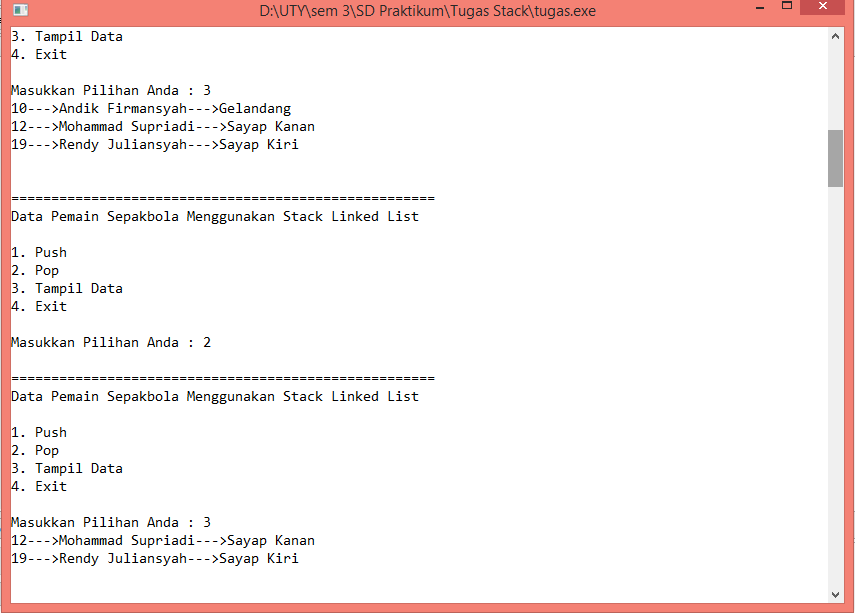 D:\UTY\sem 3\SD Praktikum\Tugas Stack\tugas.exe
3. Tampil Data
4. Exit
Masukkan Pilihan Anda : 3
10--->Andik Firmansyah--->Gelandang
12--->Mohammad Supriadi--->Sayap Kanan
19--->Rendy Juliansyah--->Sayap Kiri
=====================================================
Data Pemain Sepakbola Menggunakan Stack Linked List
1. Push
2. Pop
3. Tampil Data
4. Exit
Masukkan Pilihan Anda : 2
=====================================================
Data Pemain Sepakbola Menggunakan Stack Linked List
1. Push
2. Pop
3. Tampil Data
4. Exit
Masukkan Pilihan Anda : 3
12--->Mohammad Supriadi--->Sayap Kanan
19--->Rendy Juliansyah--->Sayap Kiri